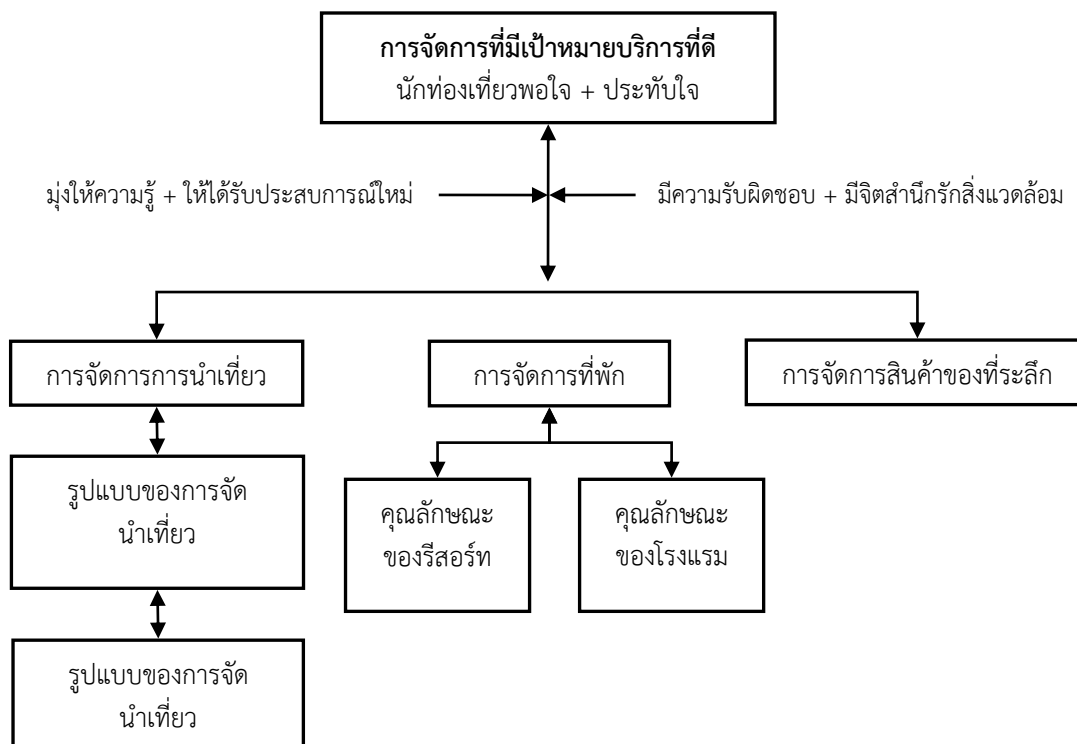 การจัดการที่มีเป้าหมายบริการที่ดี
นักท่องเที่ยวพอใจ + ประทับใจ
มุ่งให้ความรู้ + ให้ได้รับประสบการณ์ใหม่
มีความรับผิดชอบ + มีจิตสำนึกรักสิ่งแวดล้อม
การจัดการการนำเที่ยว
การจัดการที่พัก
การจัดการสินค้าของที่ระลึก
รูปแบบของการจัด
นำเที่ยว
คุณลักษณะ
ของรีสอร์ท
คุณลักษณะ
ของโรงแรม
รูปแบบของการจัด
นำเที่ยว